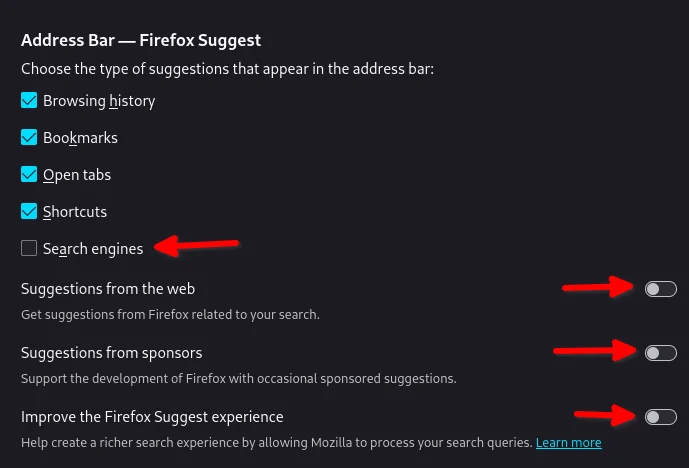 Address Bar — Firefox Suggest
Choose the type of suggestions that appear in the address bar:
Browsing history
Bookmarks
Open tabs
Shortcuts
Search engines
Suggestions from the web
Get suggestions from Firefox related to your search.
Suggestions from sponsors
Support the development of Firefox with occasional sponsored suggestions.
Improve the Firefox Suggest experience
Help create a richer search experience by allowing Mozilla to process your search queries. Learn more